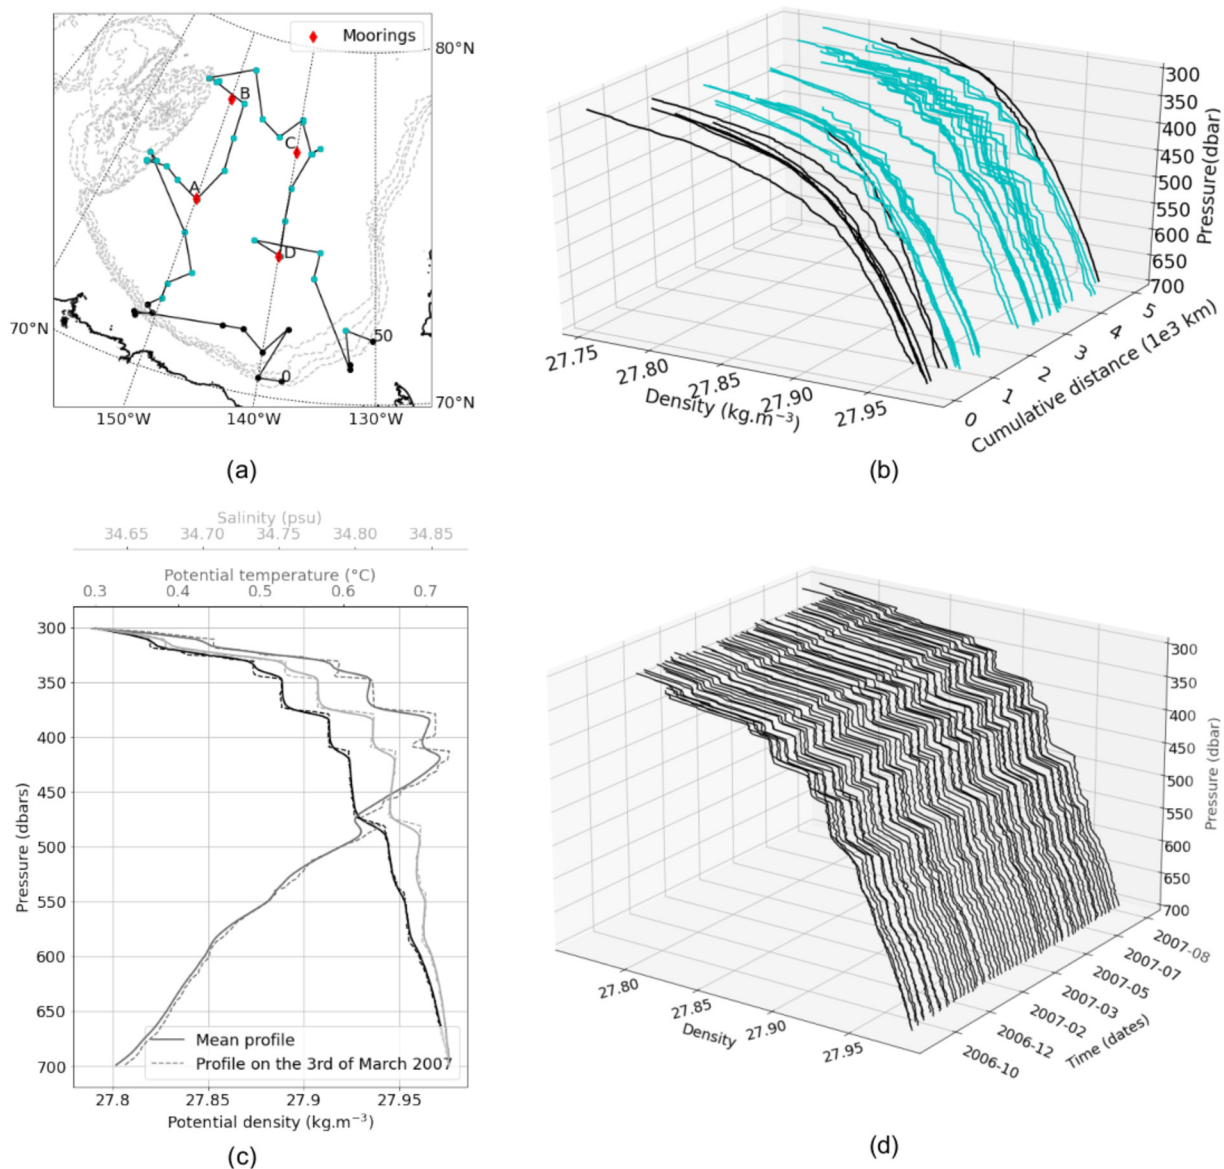 Moorings
80°N
B
C
A
D
50
0
70°N
70°N
150°W
140°W
130°W
(a)
300
350
400
450
500
550
600
650
700
Pressure(dbar)
27.75
27.80
27.85
27.90
27.95
Density (kg.m⁻³)
0
1
2
3
4
5
Cumulative distance (1e3 km)
(b)
Salinity (psu)
34.65 34.70 34.75 34.80 34.85
Potential temperature (°C)
0.3 0.4 0.5 0.6 0.7
300
350
400
450
500
550
600
650
700
Pressure (dbars)
Mean profile
Profile on the 3rd of March 2007
27.8 27.85 27.9 27.95
Potential density (kg.m⁻³)
(c)
300
350
400
450
500
550
600
650
700
Pressure (dbar)
27.80
27.85
27.90
27.95
Density
2007-08
2007-07
2007-05
2007-03
2007-02
2006-12
2006-10
Time (dates)
(d)